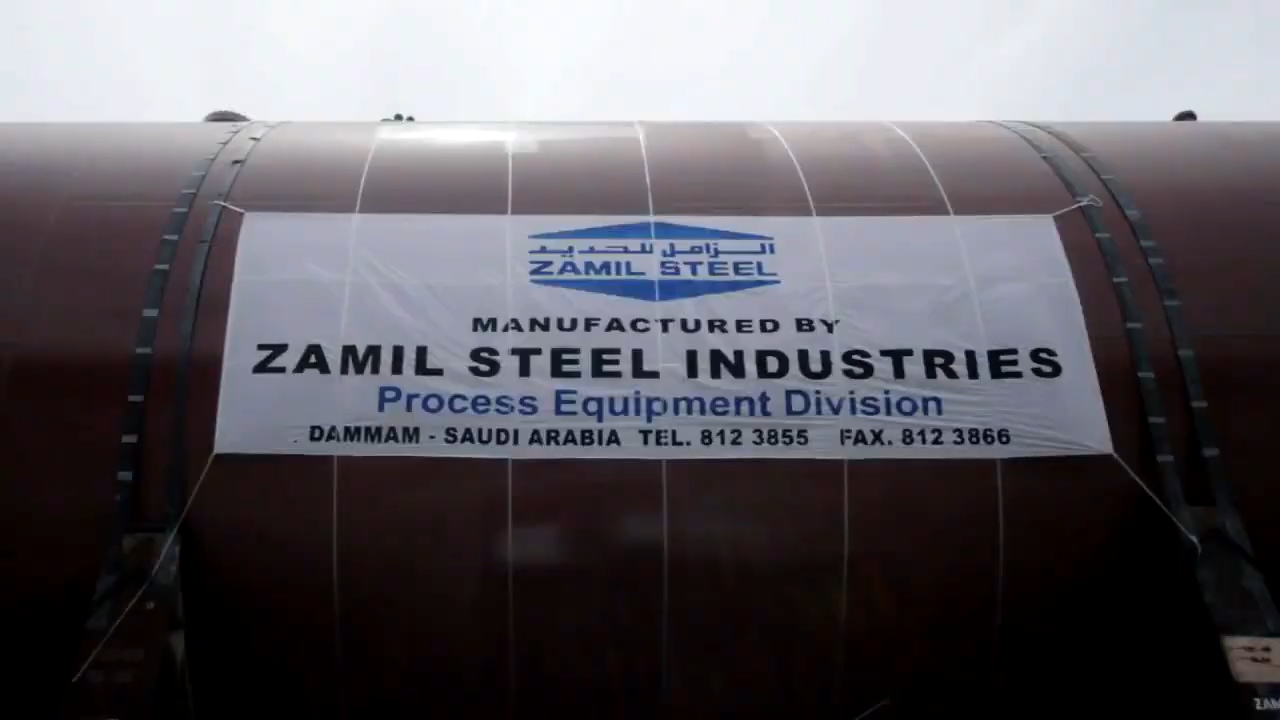 الزامل للحديد
ZAMIL STEEL
MANUFACTURED BY
ZAMIL STEEL INDUSTRIES
Process Equipment Division
DAMMAM - SAUDI ARABIA TEL. 812 3855 FAX. 812 3866